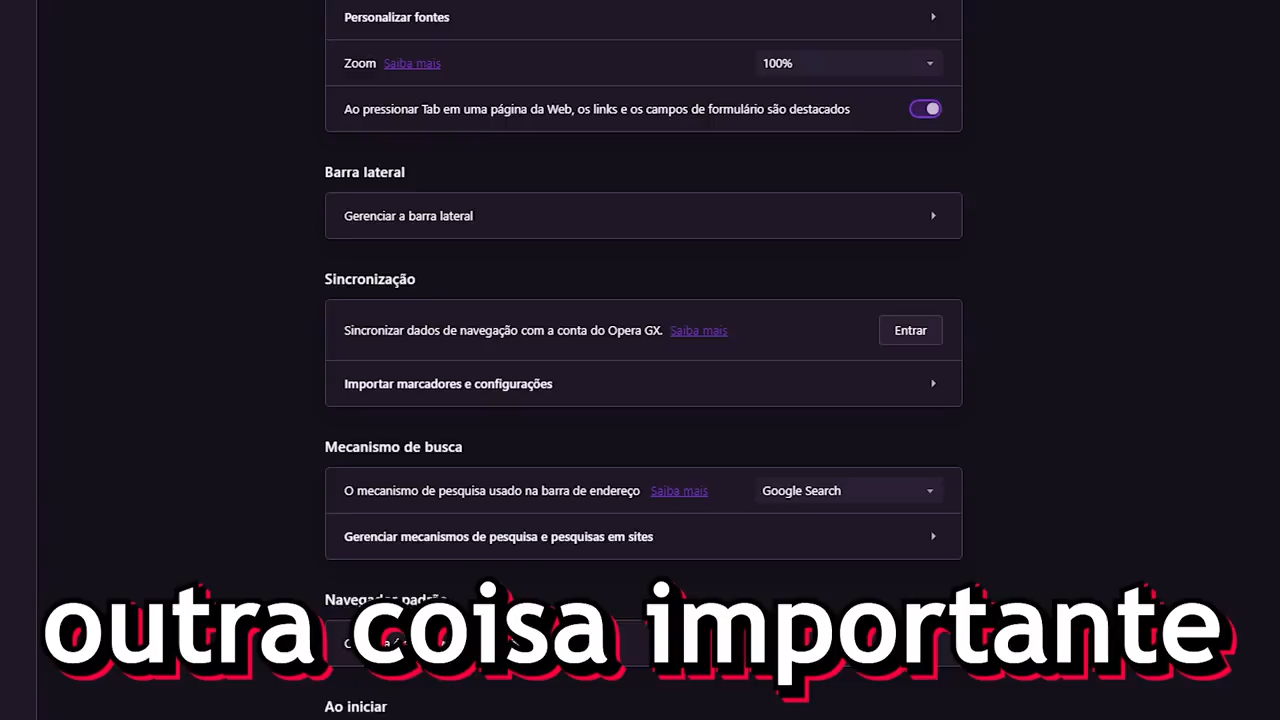 Personalizar fontes
Zoom Saiba mais 100%
Ao pressionar Tab em uma página da Web, os links e os campos de formulário são destacados
Barra lateral
Gerenciar a barra lateral
Sincronização
Sincronizar dados de navegação com a conta do Opera GX. Saiba mais Entrar
Importar marcadores e configurações
Mecanismo de busca
O mecanismo de pesquisa usado na barra de endereço Saiba mais Google Search
Gerenciar mecanismos de pesquisa e pesquisas em sites
Navegador padrão
outra coisa importante
Ao iniciar